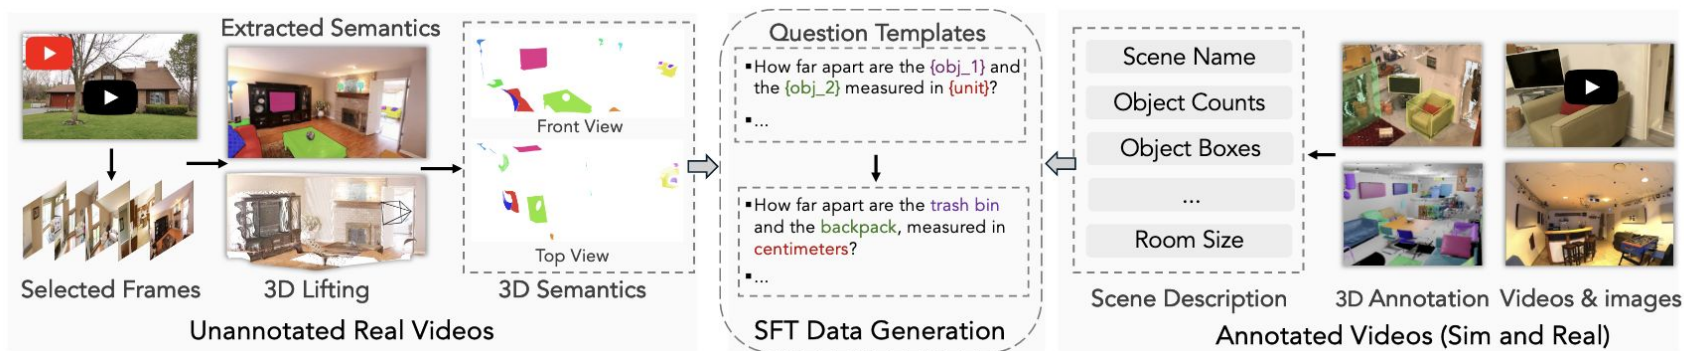 Extracted Semantics
Front View
Top View
Selected Frames
3D Lifting
3D Semantics
Unannotated Real Videos
Question Templates
▪How far apart are the {obj_1} and
the {obj_2} measured in {unit}?
▪...
▪How far apart are the trash bin
and the backpack, measured in
centimeters?
▪...
SFT Data Generation
Scene Name
Object Counts
Object Boxes
...
Room Size
Scene Description
3D Annotation
Videos & images
Annotated Videos (Sim and Real)